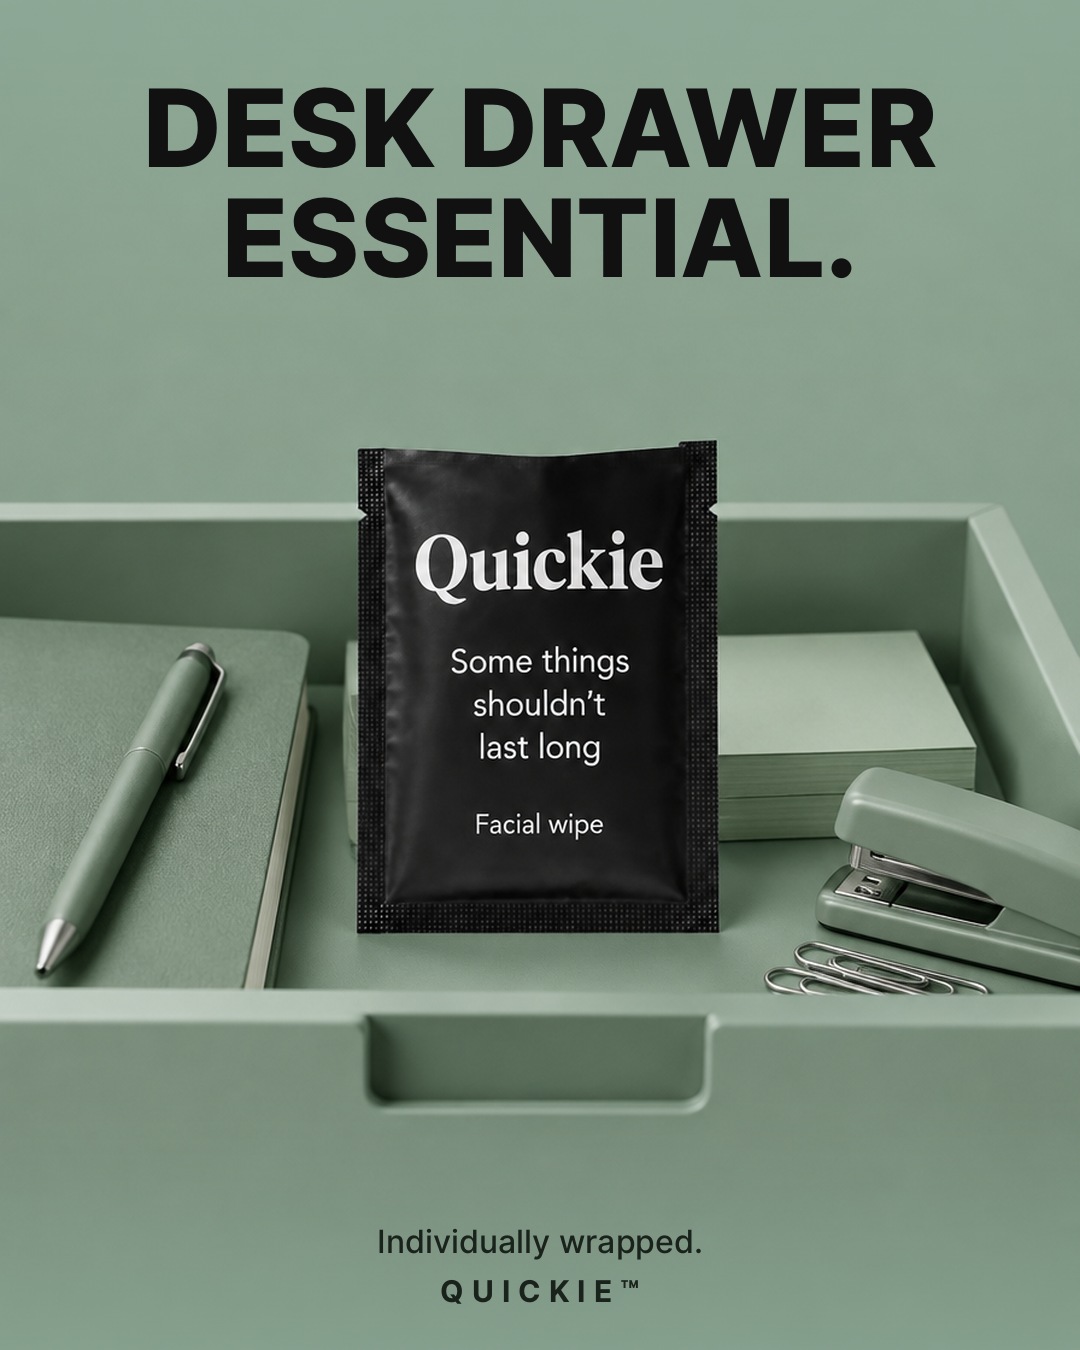 DESK DRAWER
ESSENTIAL.
Quickie
Some things
shouldn’t
last long
Facial wipe
Individually wrapped.
QUICKIE™